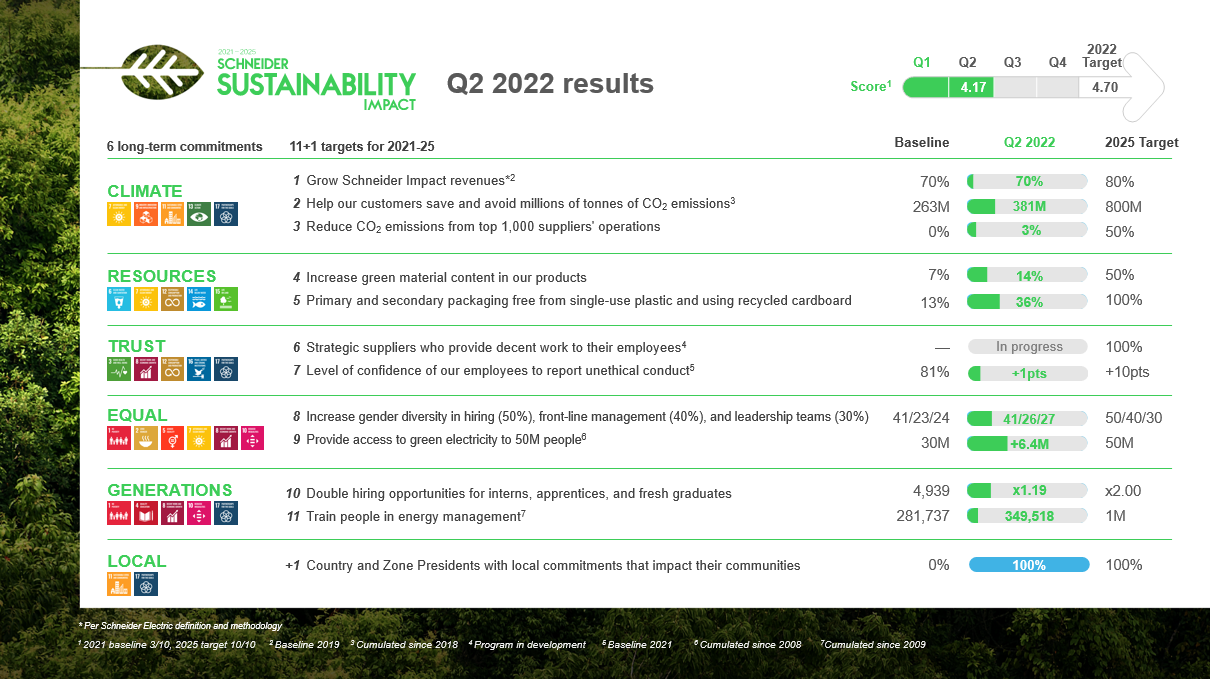 2021–2025
SCHNEIDER
SUSTAINABILITY
IMPACT
Q2 2022 results
Q1 Q2 Q3 Q4 2022 Target
Score1 4.17 4.70
6 long-term commitments 11+1 targets for 2021-25 Baseline Q2 2022 2025 Target
CLIMATE
1 Grow Schneider Impact revenues*2 70% 70% 80%
2 Help our customers save and avoid millions of tonnes of CO2 emissions3 263M 381M 800M
3 Reduce CO2 emissions from top 1,000 suppliers' operations 0% 3% 50%
RESOURCES
4 Increase green material content in our products 7% 14% 50%
5 Primary and secondary packaging free from single-use plastic and using recycled cardboard 13% 36% 100%
TRUST
6 Strategic suppliers who provide decent work to their employees4 — In progress 100%
7 Level of confidence of our employees to report unethical conduct5 81% +1pts +10pts
EQUAL
8 Increase gender diversity in hiring (50%), front-line management (40%), and leadership teams (30%) 41/23/24 41/26/27 50/40/30
9 Provide access to green electricity to 50M people6 30M +6.4M 50M
GENERATIONS
10 Double hiring opportunities for interns, apprentices, and fresh graduates 4,939 x1.19 x2.00
11 Train people in energy management7 281,737 349,518 1M
LOCAL
+1 Country and Zone Presidents with local commitments that impact their communities 0% 100% 100%
* Per Schneider Electric definition and methodology
1 2021 baseline 3/10, 2025 target 10/10 2 Baseline 2019 3 Cumulated since 2018 4 Program in development 5 Baseline 2021 6 Cumulated since 2008 7Cumulated since 2009